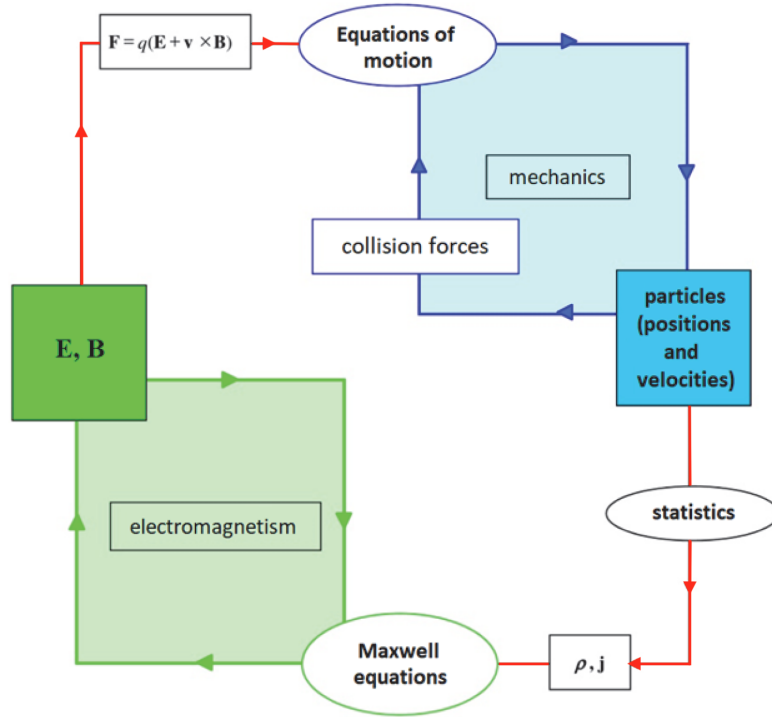 F = q(E + v × B)
Equations of
motion
mechanics
collision forces
particles
(positions
and
velocities)
E, B
electromagnetism
statistics
Maxwell
equations
ρ, j